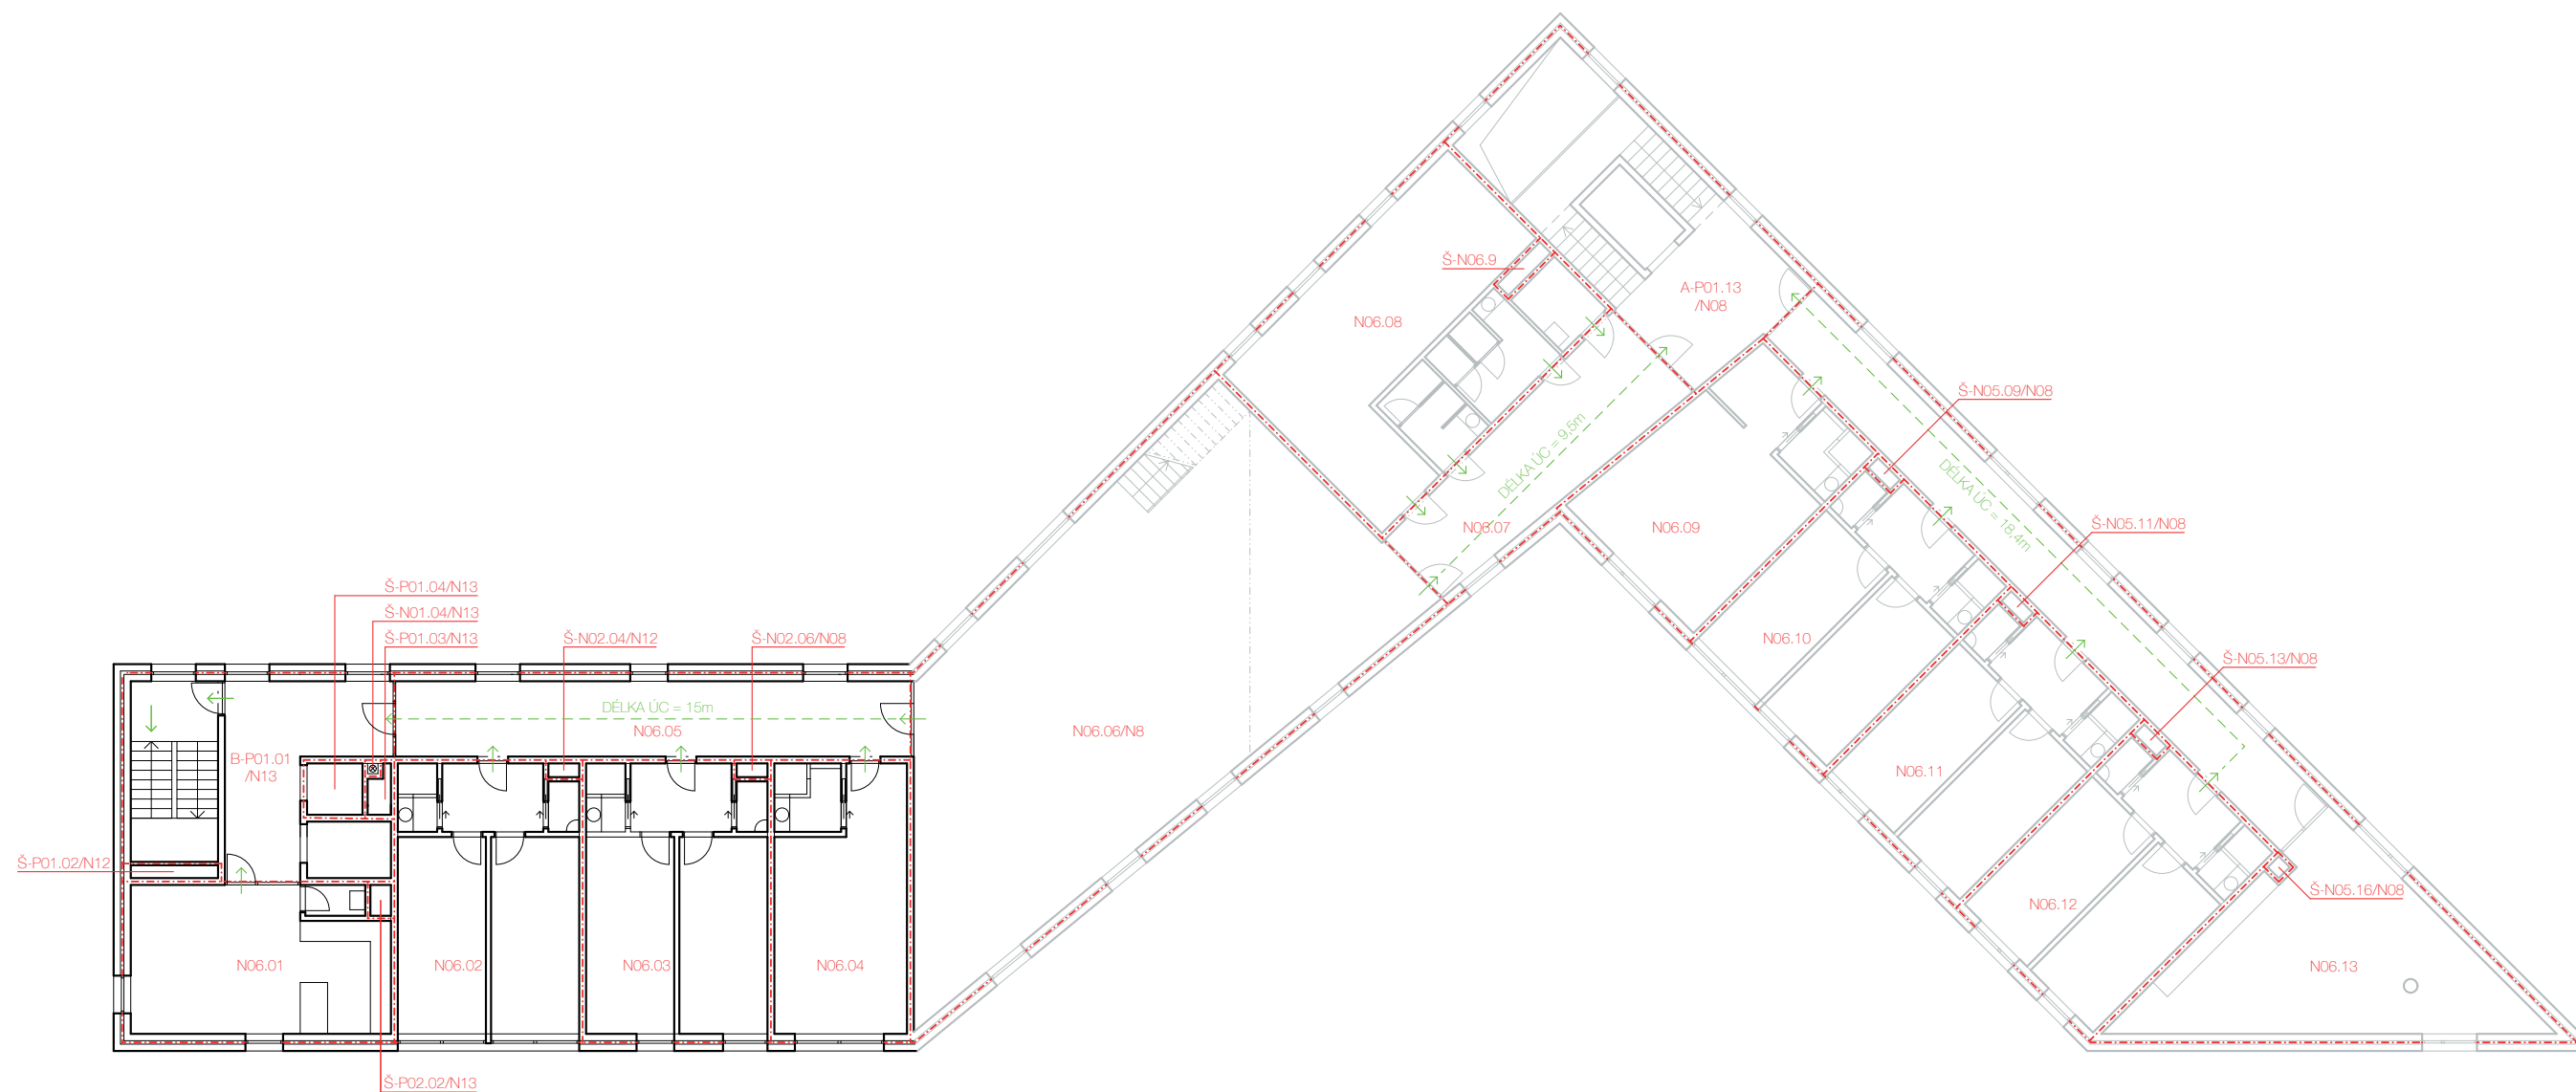 Š-N06.9
A-P01.13
/N08
N06.08
Š-N05.09/N08
DÉLKA ÚC = 9,5m
DÉLKA ÚC = 18,4m
N06.07
N06.09
Š-N05.11/N08
Š-P01.04/N13
Š-N01.04/N13
Š-P01.03/N13
Š-N02.04/N12
Š-N02.06/N08
N06.10
Š-N05.13/N08
DÉLKA ÚC = 15m
N06.05
N06.06/N8
B-P01.01
/N13
N06.11
Š-P01.02/N12
Š-N05.16/N08
N06.12
N06.01
N06.02
N06.03
N06.04
N06.13
Š-P02.02/N13